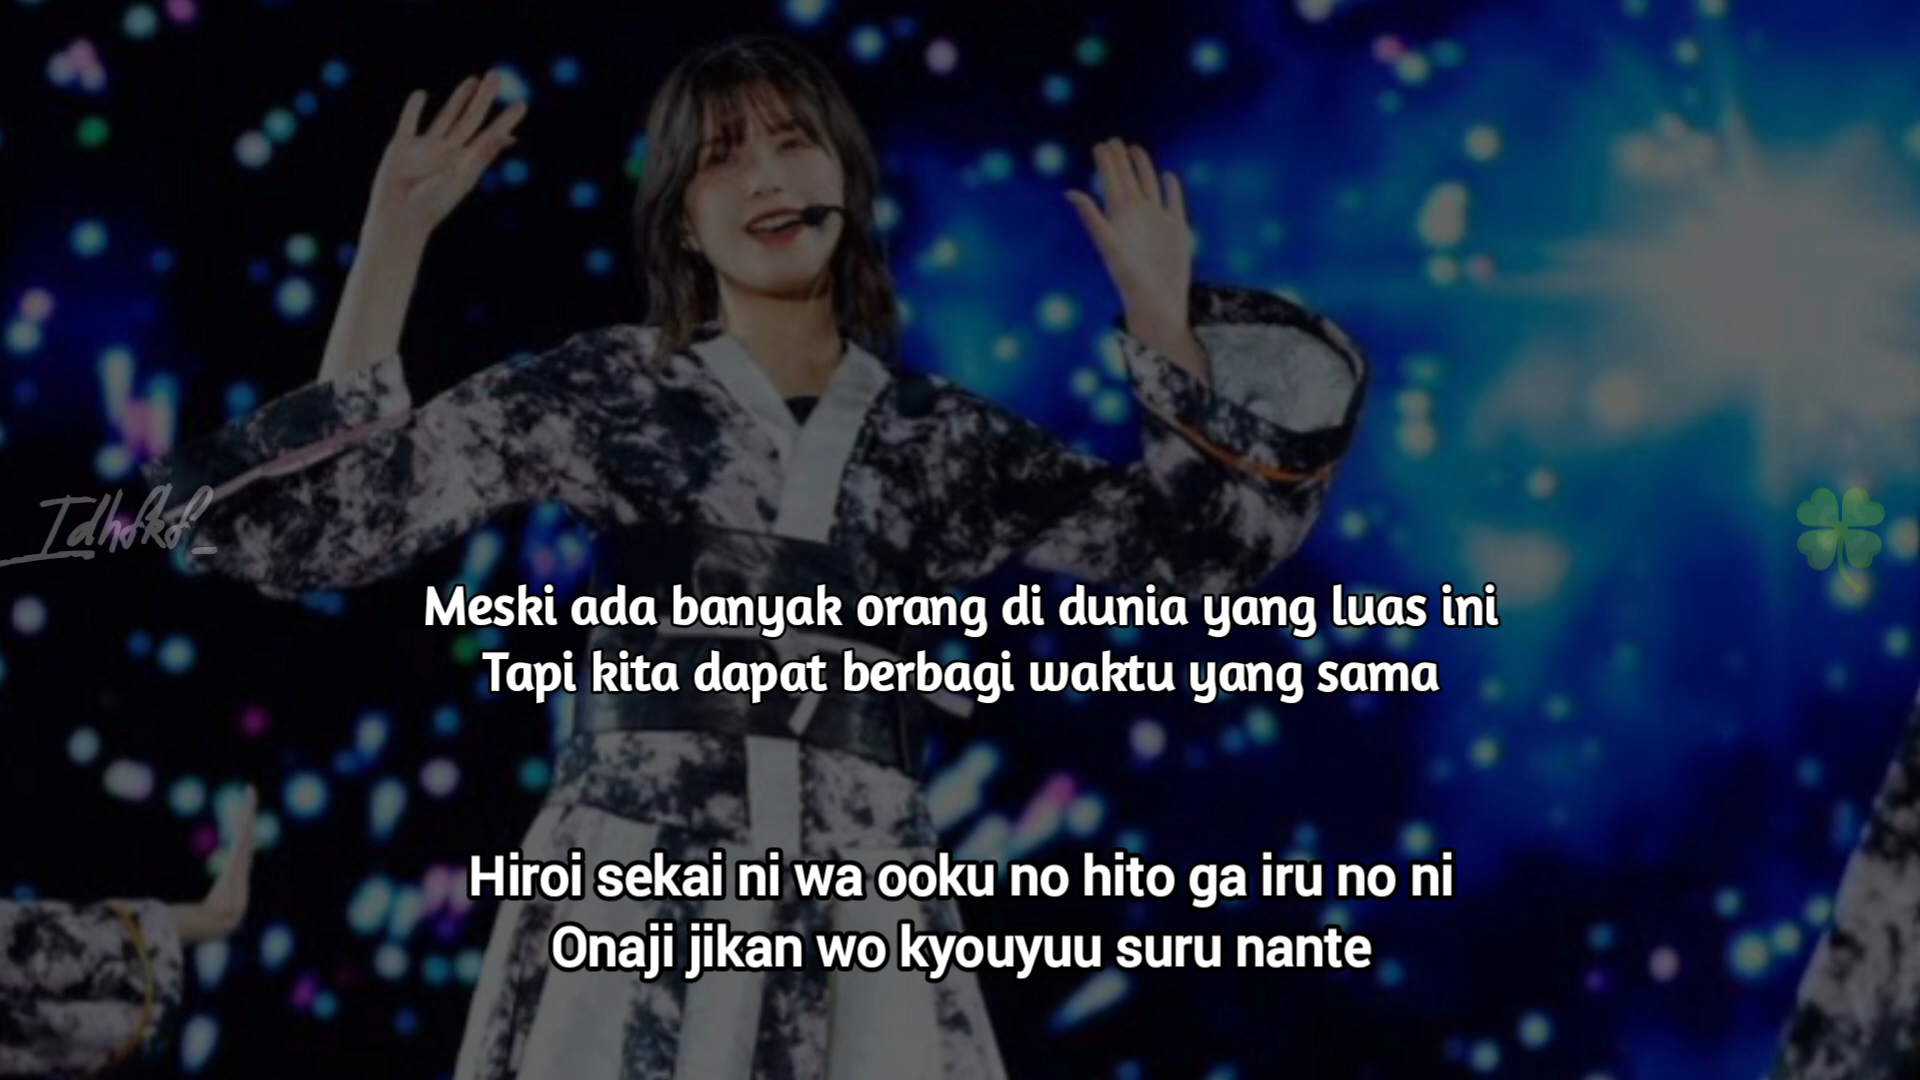 Idhfkf_
Meski ada banyak orang di dunia yang luas ini
Tapi kita dapat berbagi waktu yang sama
Hiroi sekai ni wa ooku no hito ga iru no ni
Onaji jikan wo kyouyuu suru nante